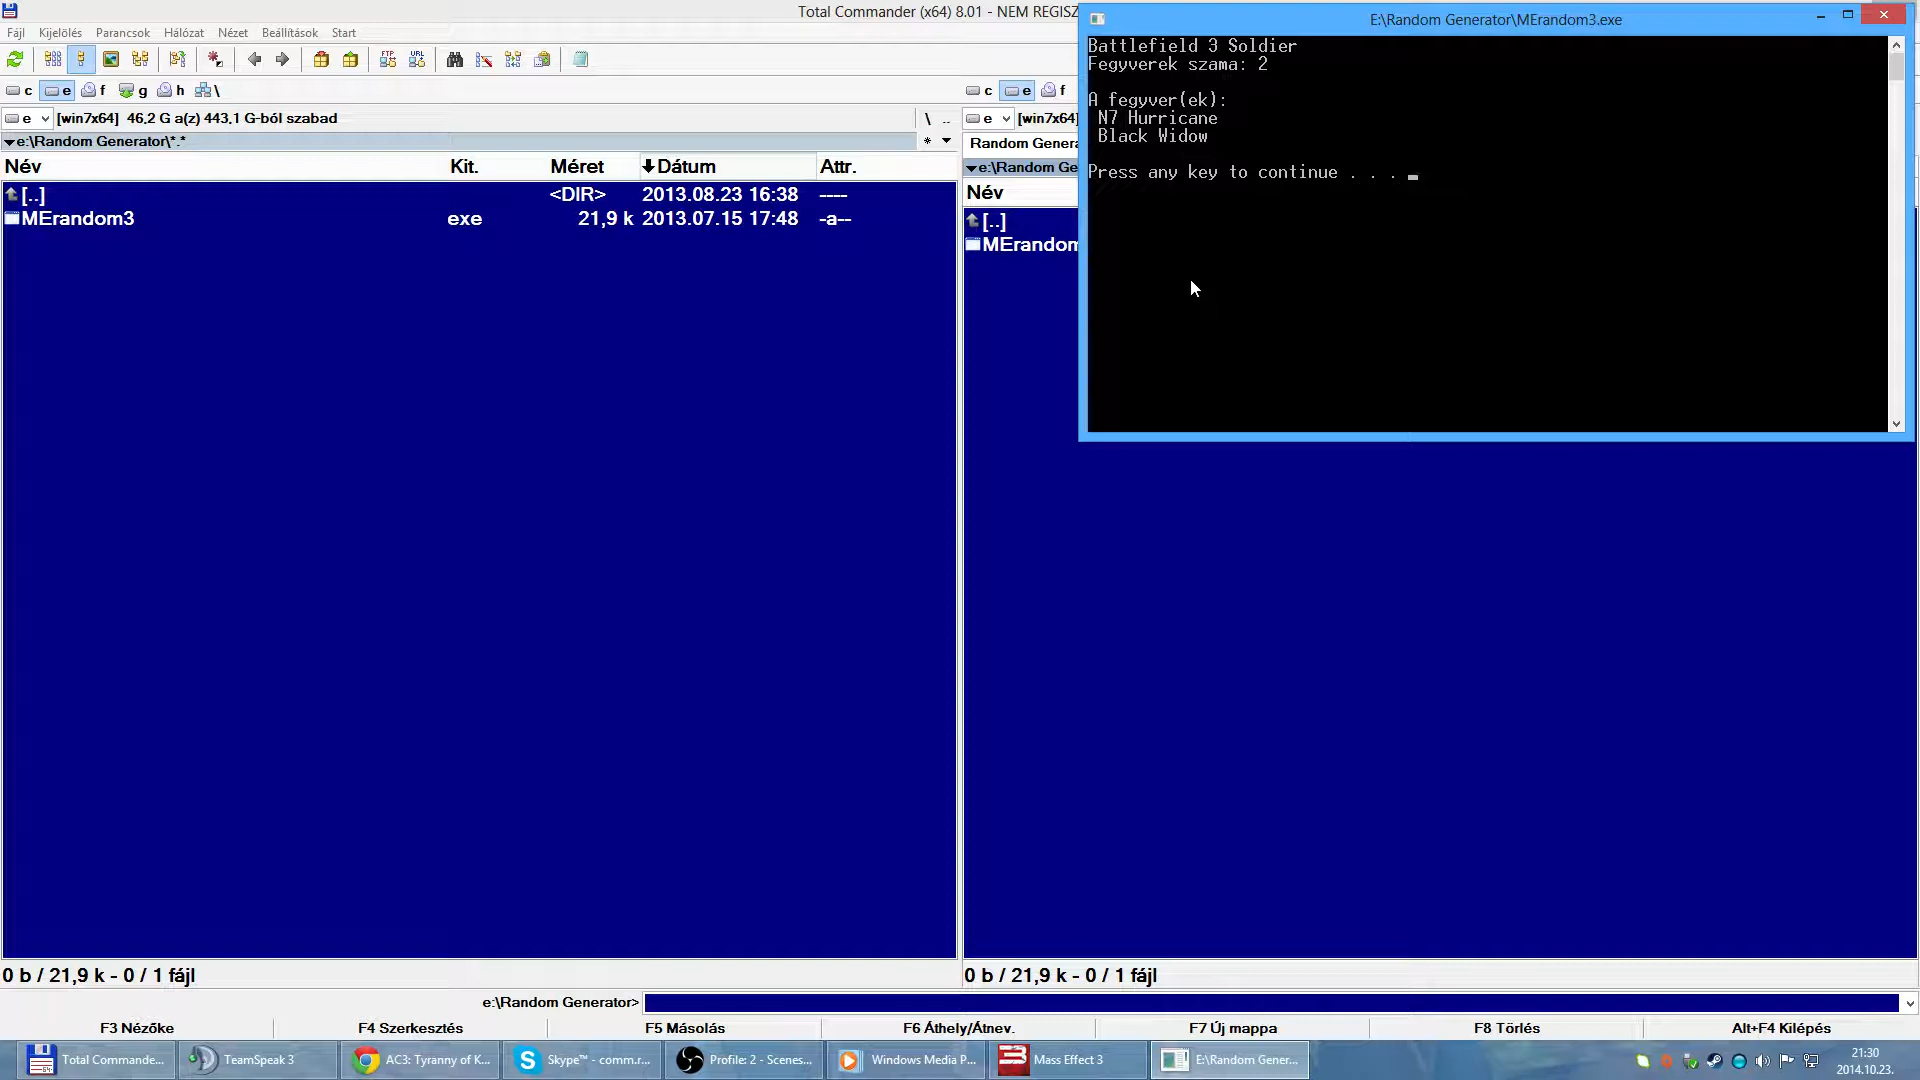 Total Commander (x64) 8.01 - NEM REGISZ
E:\Random Generator\MErandom3.exe
Fájl Kijelölés Parancsok Hálózat Nézet Beállítások Start
Battlefield 3 Soldier
Fegyverek szama: 2
A fegyver(ek):
N7 Hurricane
Black Widow
Press any key to continue . . .
c e f g h \
c e f
e [win7x64] 46,2 G a(z) 443,1 G-ból szabad \ ..
e [win7x64]
e:\Random Generator\*.* *
Random Genera
e:\Random Ge
Név Kit. Méret Dátum Attr.
[..] <DIR> 2013.08.23 16:38 ----
MErandom3 exe 21,9 k 2013.07.15 17:48 -a--
Név
[..]
MErandom
0 b / 21,9 k - 0 / 1 fájl
0 b / 21,9 k - 0 / 1 fájl
e:\Random Generator>
F3 Nézőke F4 Szerkesztés F5 Másolás F6 Áthely/Átnev. F7 Új mappa F8 Törlés Alt+F4 Kilépés
Total Commande... TeamSpeak 3 AC3: Tyranny of K... Skype™ - comm.r... Profile: 2 - Scenes... Windows Media P... Mass Effect 3 E:\Random Gener...
21:30
2014.10.23.